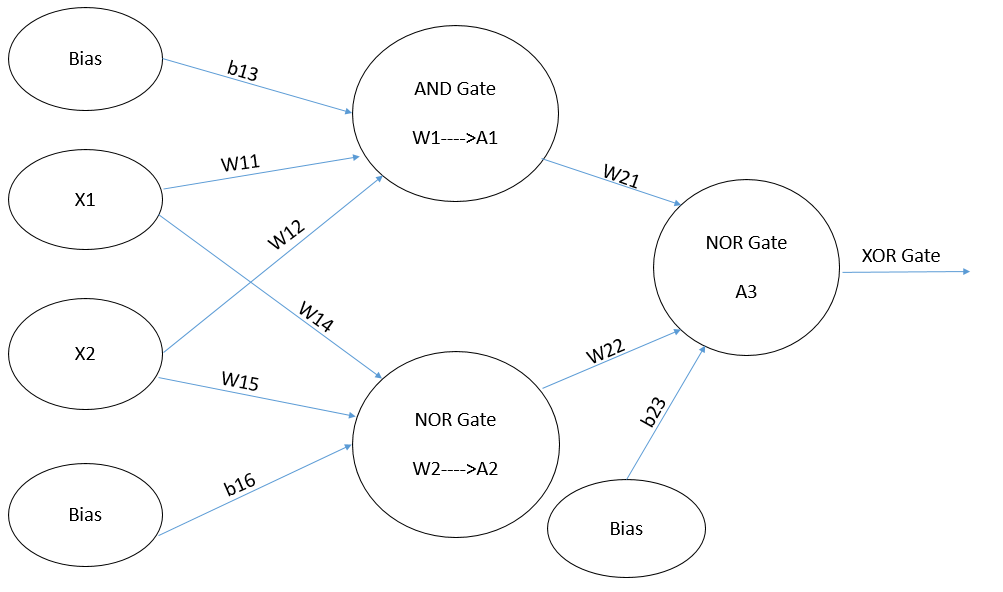 Bias
b13
AND Gate
W1---->A1
X1
W11
W12
W21
NOR Gate
A3
XOR Gate
X2
W14
W15
NOR Gate
W2---->A2
W22
b23
Bias
b16
Bias